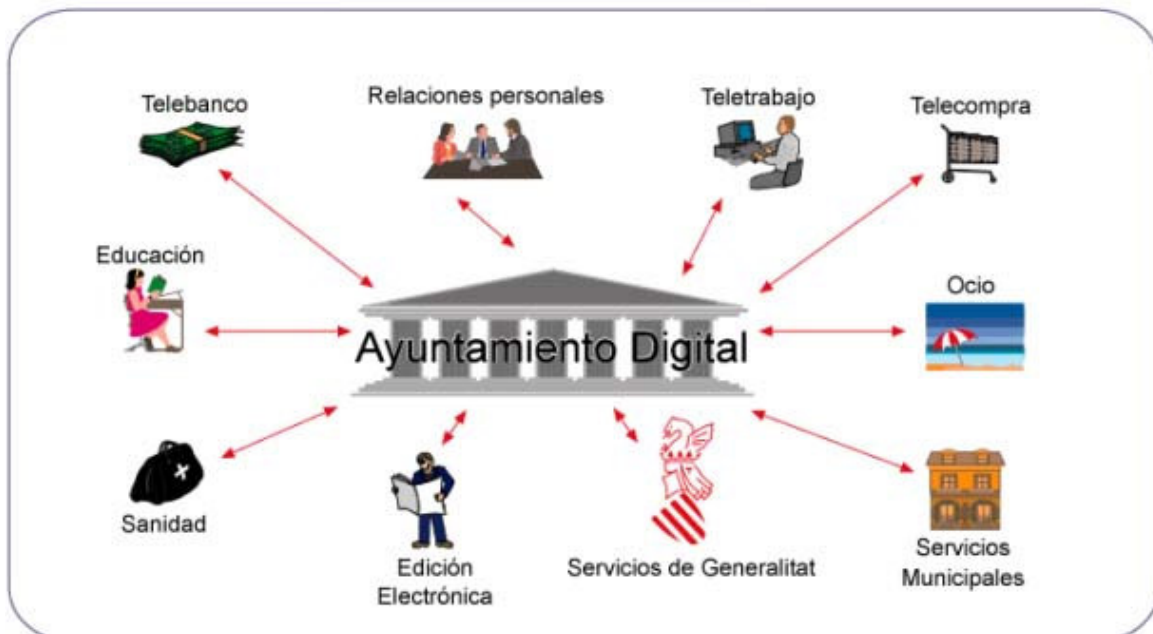 Telebanco
Relaciones personales
Teletrabajo
Telecompra
Educación
Ocio
Ayuntamiento Digital
Sanidad
Edición
Electrónica
Servicios de Generalitat
Servicios
Municipales